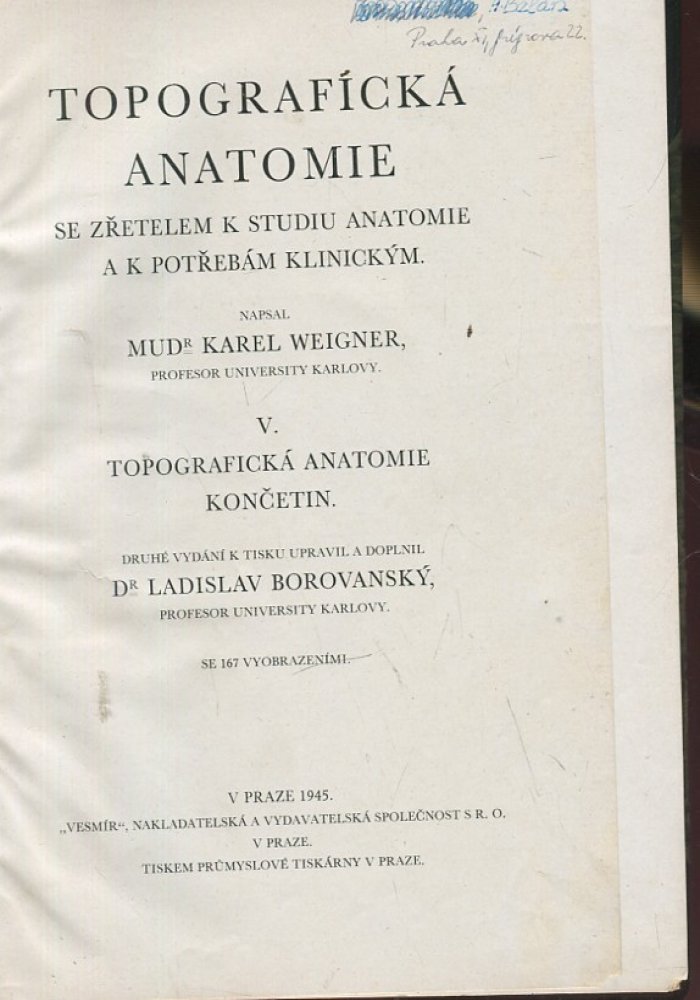 Praha XI,
TOPOGRAFICKÁ
ANATOMIE
SE ZŘETELEM K STUDIU ANATOMIE
A K POTŘEBÁM KLINICKÝM.
NAPSAL
MUDR KAREL WEIGNER,
PROFESOR UNIVERSITY KARLOVY.
V.
TOPOGRAFICKÁ ANATOMIE
KONČETIN.
DRUHÉ VYDÁNÍ K TISKU UPRAVIL A DOPLNIL
DR LADISLAV BOROVANSKÝ,
PROFESOR UNIVERSITY KARLOVY.
SE 167 VYOBRAZENÍMI.
V PRAZE 1945.
„VESMÍR“, NAKLADATELSKÁ A VYDAVATELSKÁ SPOLEČNOST S R. O.
V PRAZE.
TISKEM PRŮMYSLOVÉ TISKÁRNY V PRAZE.